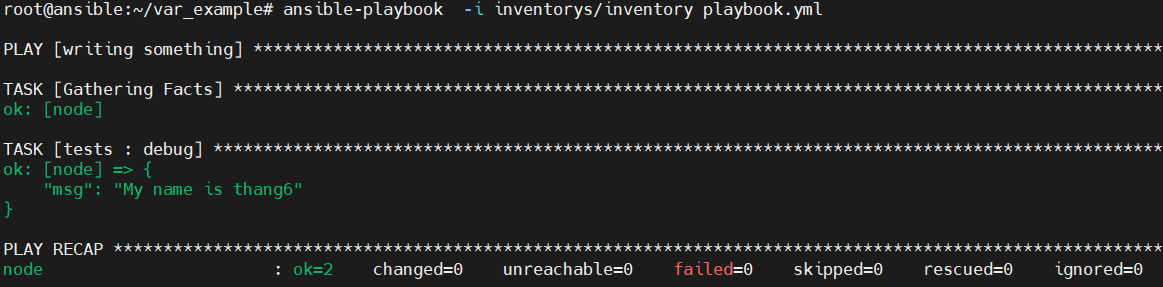 root@ansible:~/var_example# ansible-playbook  -i inventorys/inventory playbook.yml
PLAY [writing something] *******************************************************************************************
TASK [Gathering Facts] *********************************************************************************************
ok: [node]
TASK [tests : debug] ***********************************************************************************************
ok: [node] => {
    "msg": "My name is thang6"
}
PLAY RECAP *********************************************************************************************************
node                       : ok=2    changed=0    unreachable=0    failed=0    skipped=0    rescued=0    ignored=0